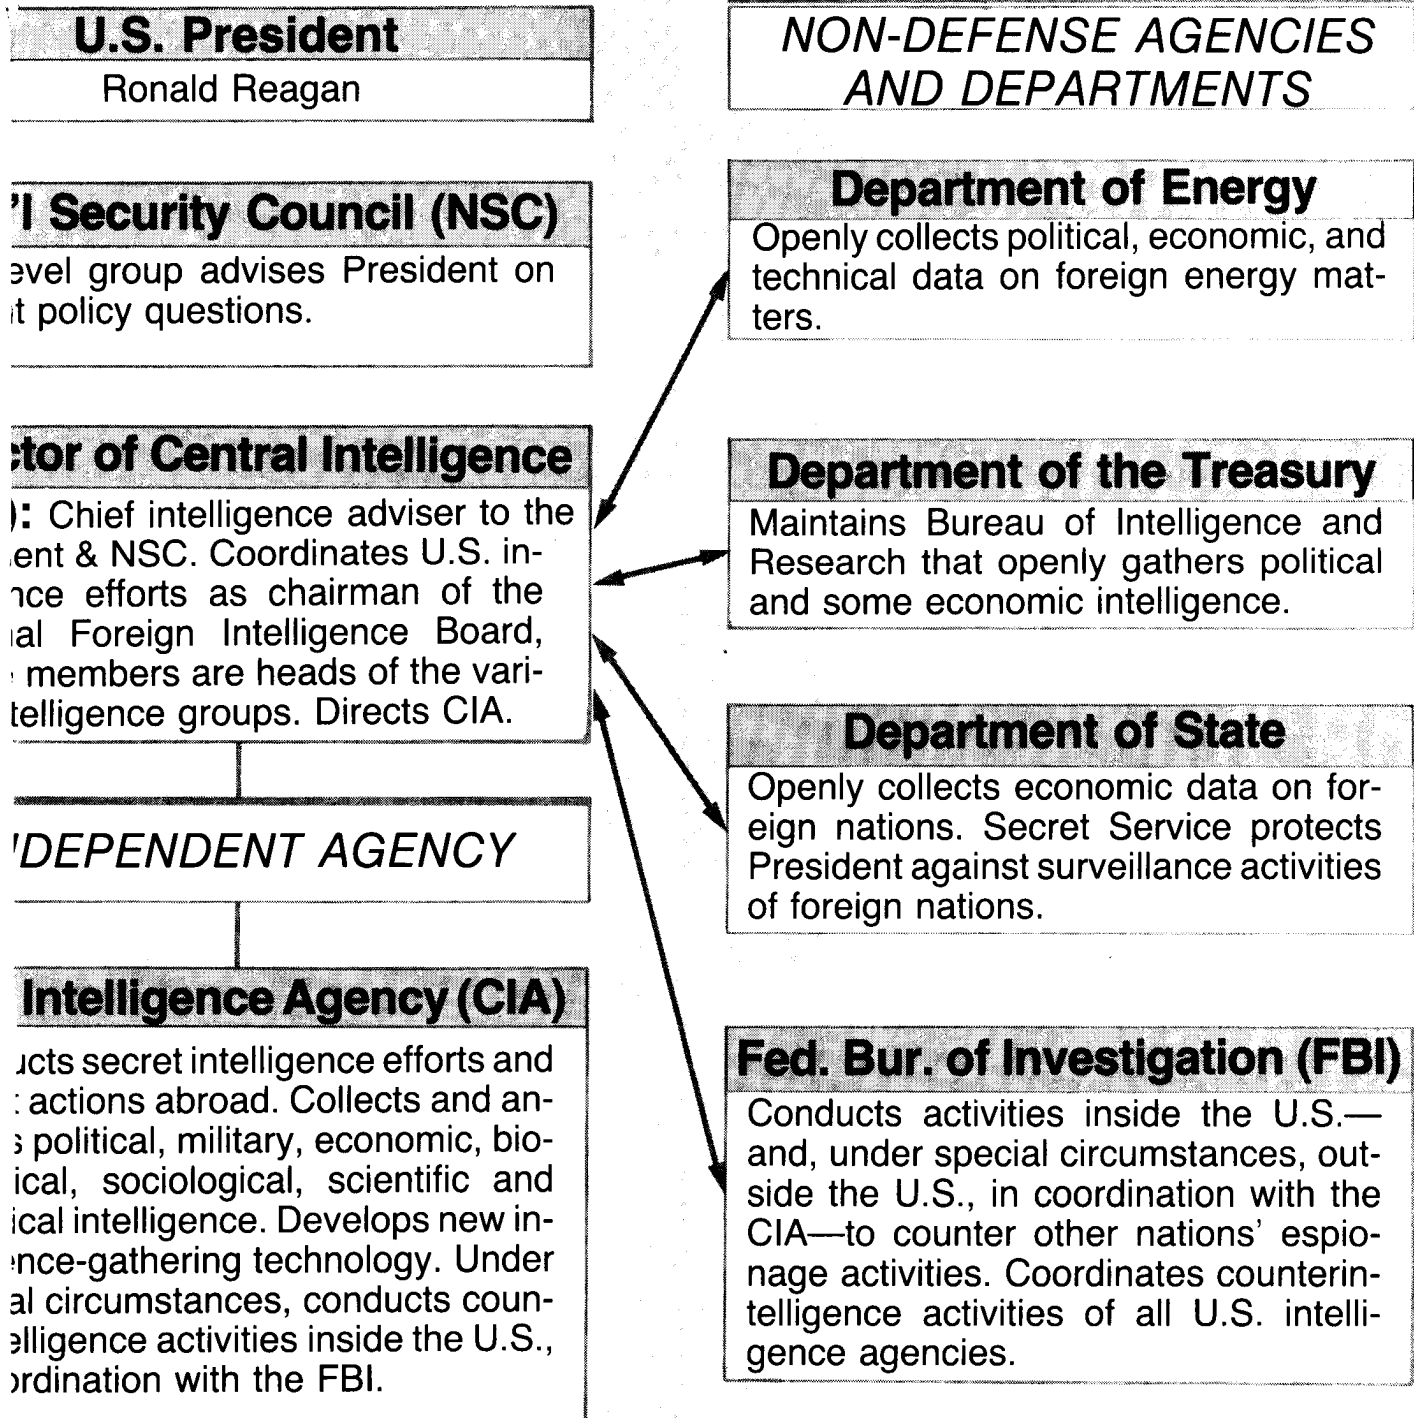 U.S. President
Ronald Reagan
'l Security Council (NSC)
level group advises President on
policy questions.
of Central Intelligence
): Chief intelligence adviser to the
& NSC. Coordinates U.S. in-
efforts as chairman of the
Foreign Intelligence Board,
members are heads of the vari-
telligence groups. Directs CIA.
DEPENDENT AGENCY
Intelligence Agency (CIA)
secret intelligence efforts and
actions abroad. Collects and an-
political, military, economic, bio-
ical, sociological, scientific and
ical intelligence. Develops new in-
ence-gathering technology. Under
al circumstances, conducts coun-
elligence activities inside the U.S.,
ordination with the FBI.
NON-DEFENSE AGENCIES
AND DEPARTMENTS
Department of Energy
Openly collects political, economic, and
technical data on foreign energy mat-
ters.
Department of the Treasury
Maintains Bureau of Intelligence and
Research that openly gathers political
and some economic intelligence.
Department of State
Openly collects economic data on for-
eign nations. Secret Service protects
President against surveillance activities
of foreign nations.
Fed. Bur. of Investigation (FBI)
Conducts activities inside the U.S.—
and, under special circumstances, out-
side the U.S., in coordination with the
CIA—to counter other nations' espio-
nage activities. Coordinates counterin-
telligence activities of all U.S. intelli-
gence agencies.